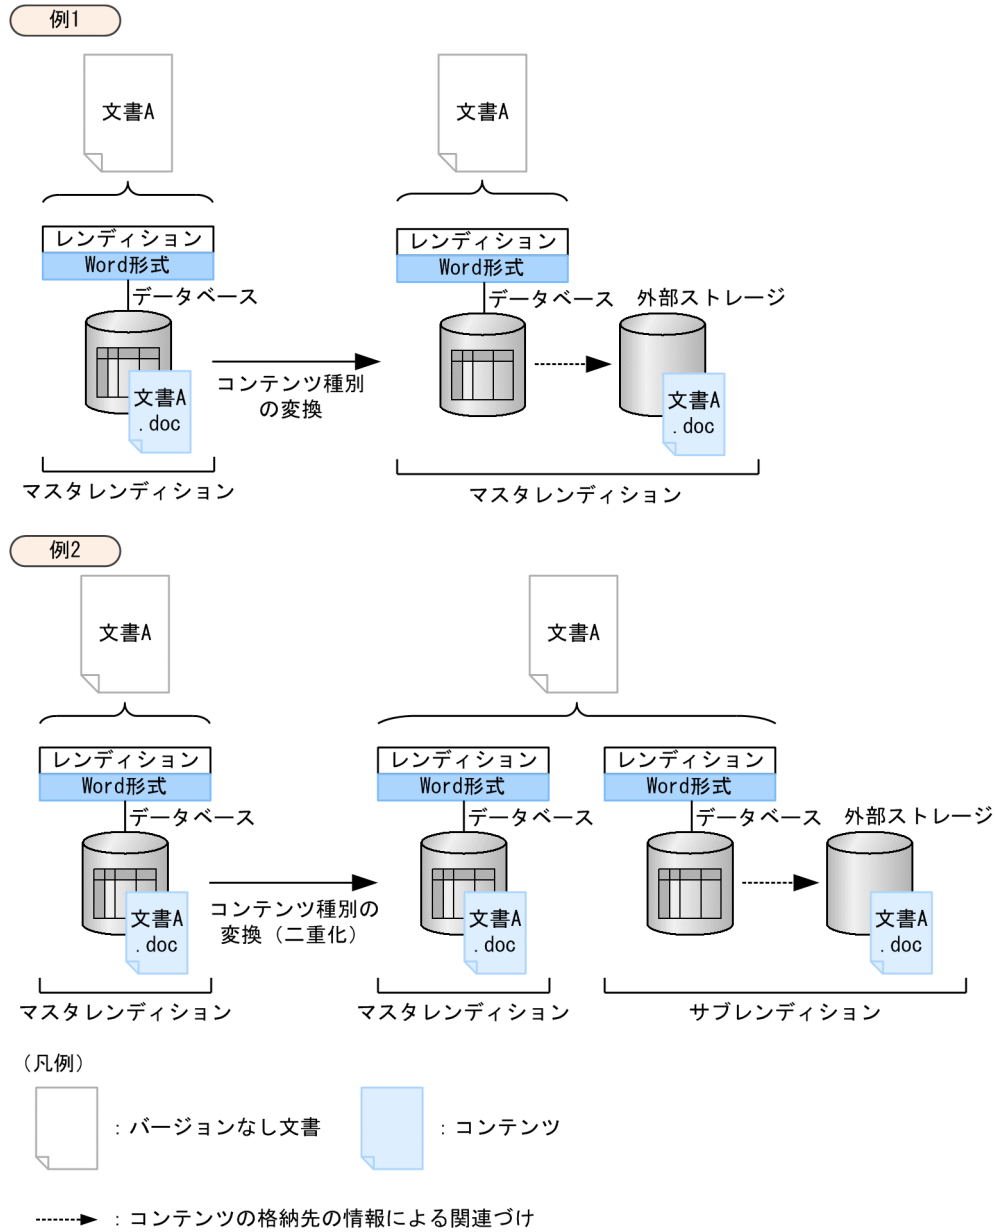 例1
文書A
文書A
レンディション
Word形式
データベース
文書A
.doc
マスタレンディション
コンテンツ種別
の変換
レンディション
Word形式
データベース
外部ストレージ
文書A
.doc
マスタレンディション
例2
文書A
文書A
レンディション
Word形式
データベース
文書A
.doc
マスタレンディション
コンテンツ種別の
変換（二重化）
レンディション
Word形式
データベース
文書A
.doc
マスタレンディション
レンディション
Word形式
データベース
外部ストレージ
文書A
.doc
サブレンディション
（凡例）
：バージョンなし文書
：コンテンツ
：コンテンツの格納先の情報による関連づけ